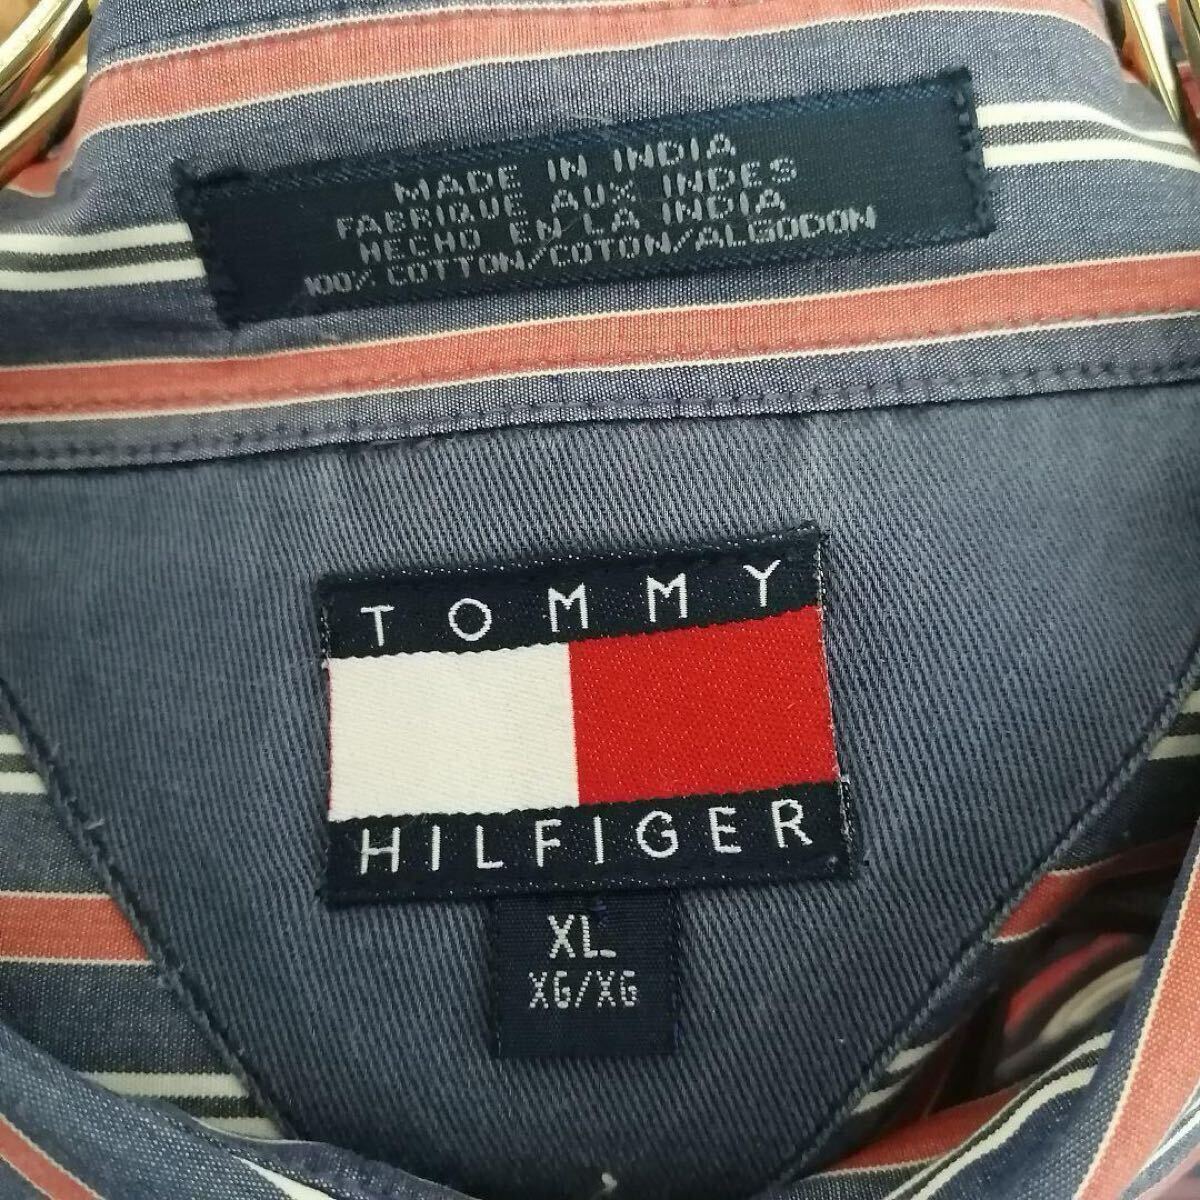 MADE IN INDIA
FABRIQUE AUX INDES
HECHO EN LA INDIA
100% COTTON/COTON/ALGODON
TOMMY
HILFIGER
XL
XG/XG